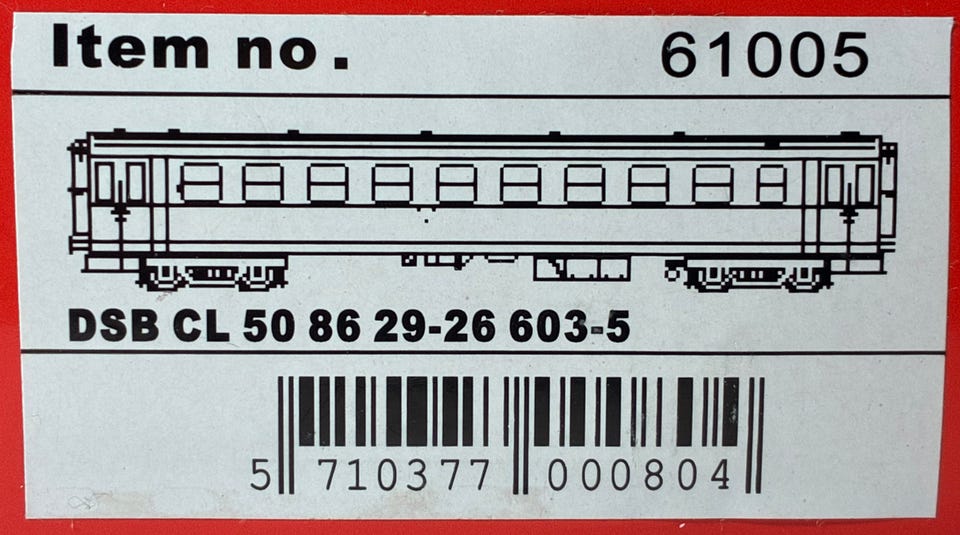 Item no. 61005
DSB CL 50 86 29-26 603-5
5 710377 000804